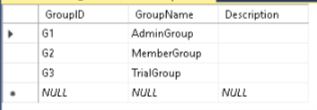 GroupID GroupName Description
G1 AdminGroup
G2 MemberGroup
G3 TrialGroup
NULL NULL NULL